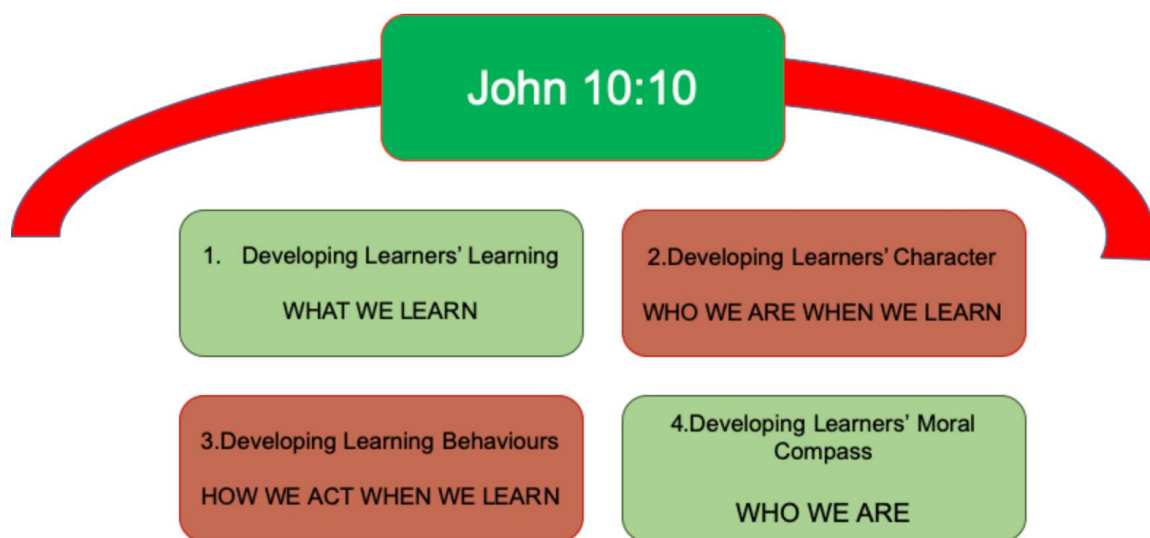 John 10:10
1. Developing Learners' Learning
WHAT WE LEARN
2.Developing Learners' Character
WHO WE ARE WHEN WE LEARN
3.Developing Learning Behaviours
HOW WE ACT WHEN WE LEARN
4.Developing Learners' Moral
Compass
WHO WE ARE